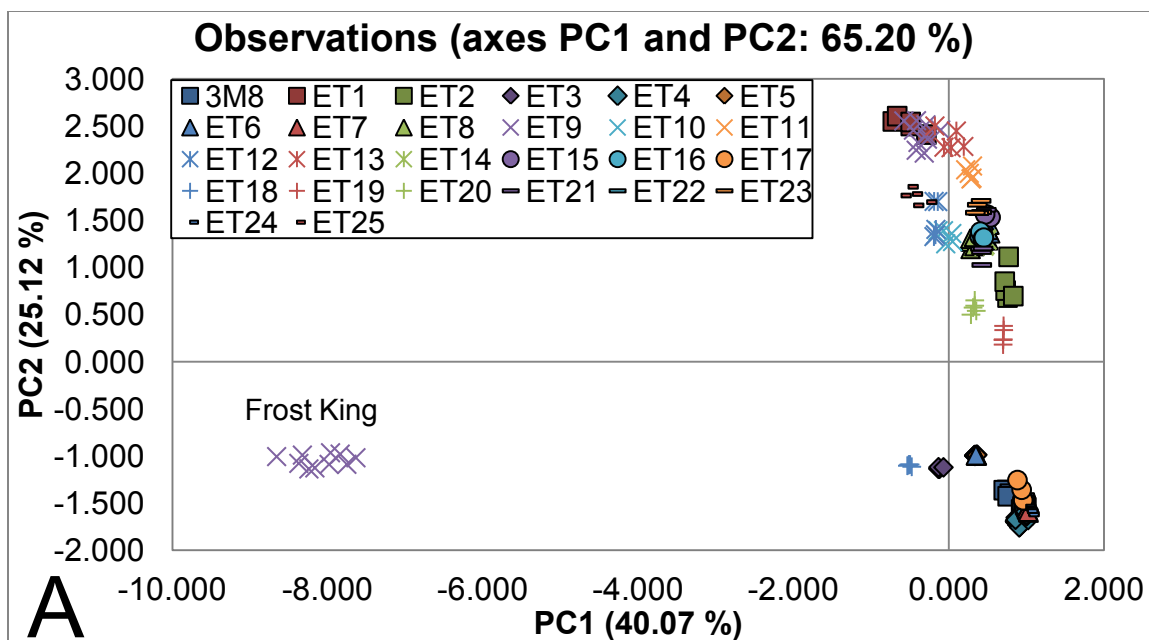 Observations (axes PC1 and PC2: 65.20 %)
3.000
2.500
2.000
1.500
1.000
0.500
0.000
-0.500
-1.000
-1.500
-2.000
PC2 (25.12 %)
3M8 ET1 ET2 ET3 ET4 ET5
ET6 ET7 ET8 ET9 ET10 ET11
ET12 ET13 ET14 ET15 ET16 ET17
ET18 ET19 ET20 ET21 ET22 ET23
ET24 ET25
Frost King
-10.000 -8.000 -6.000 -4.000 -2.000 0.000 2.000
PC1 (40.07 %)
A